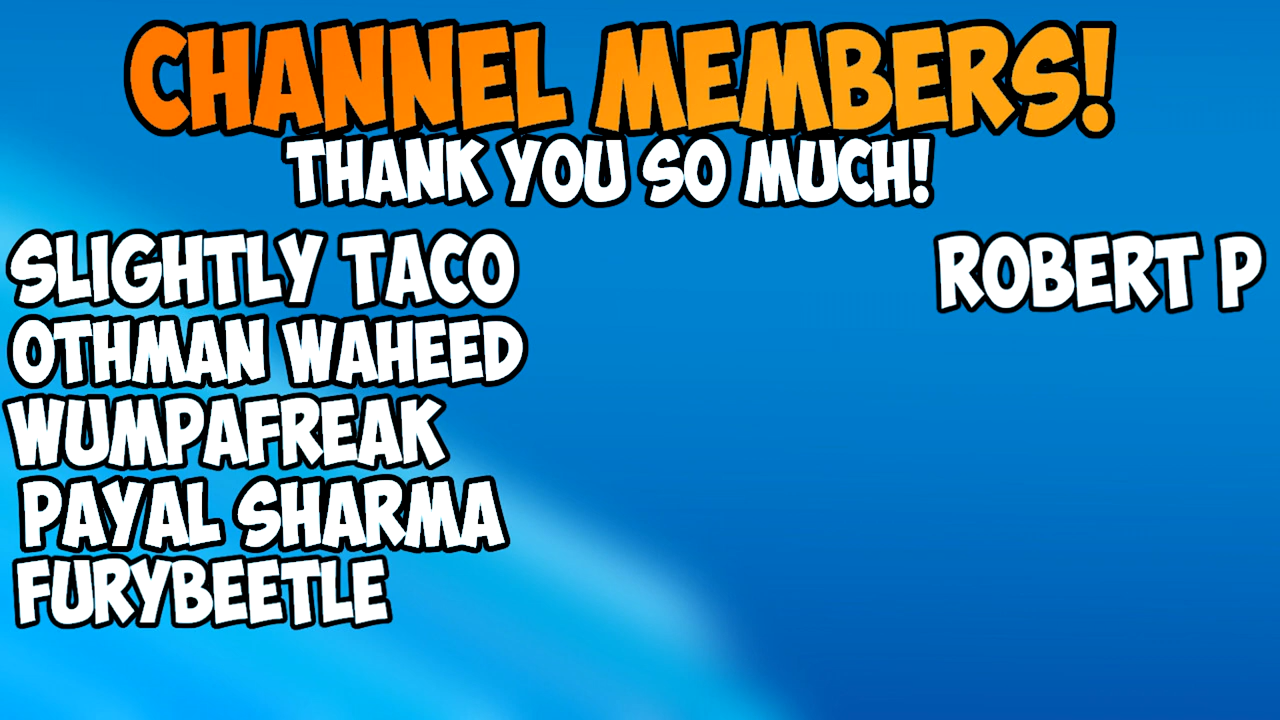 CHANNEL MEMBERS!
THANK YOU SO MUCH!
SLIGHTLY TACO
OTHMAN WAHEED
WUMPAFREAK
PAYAL SHARMA
FURYBEETLE
ROBERT P